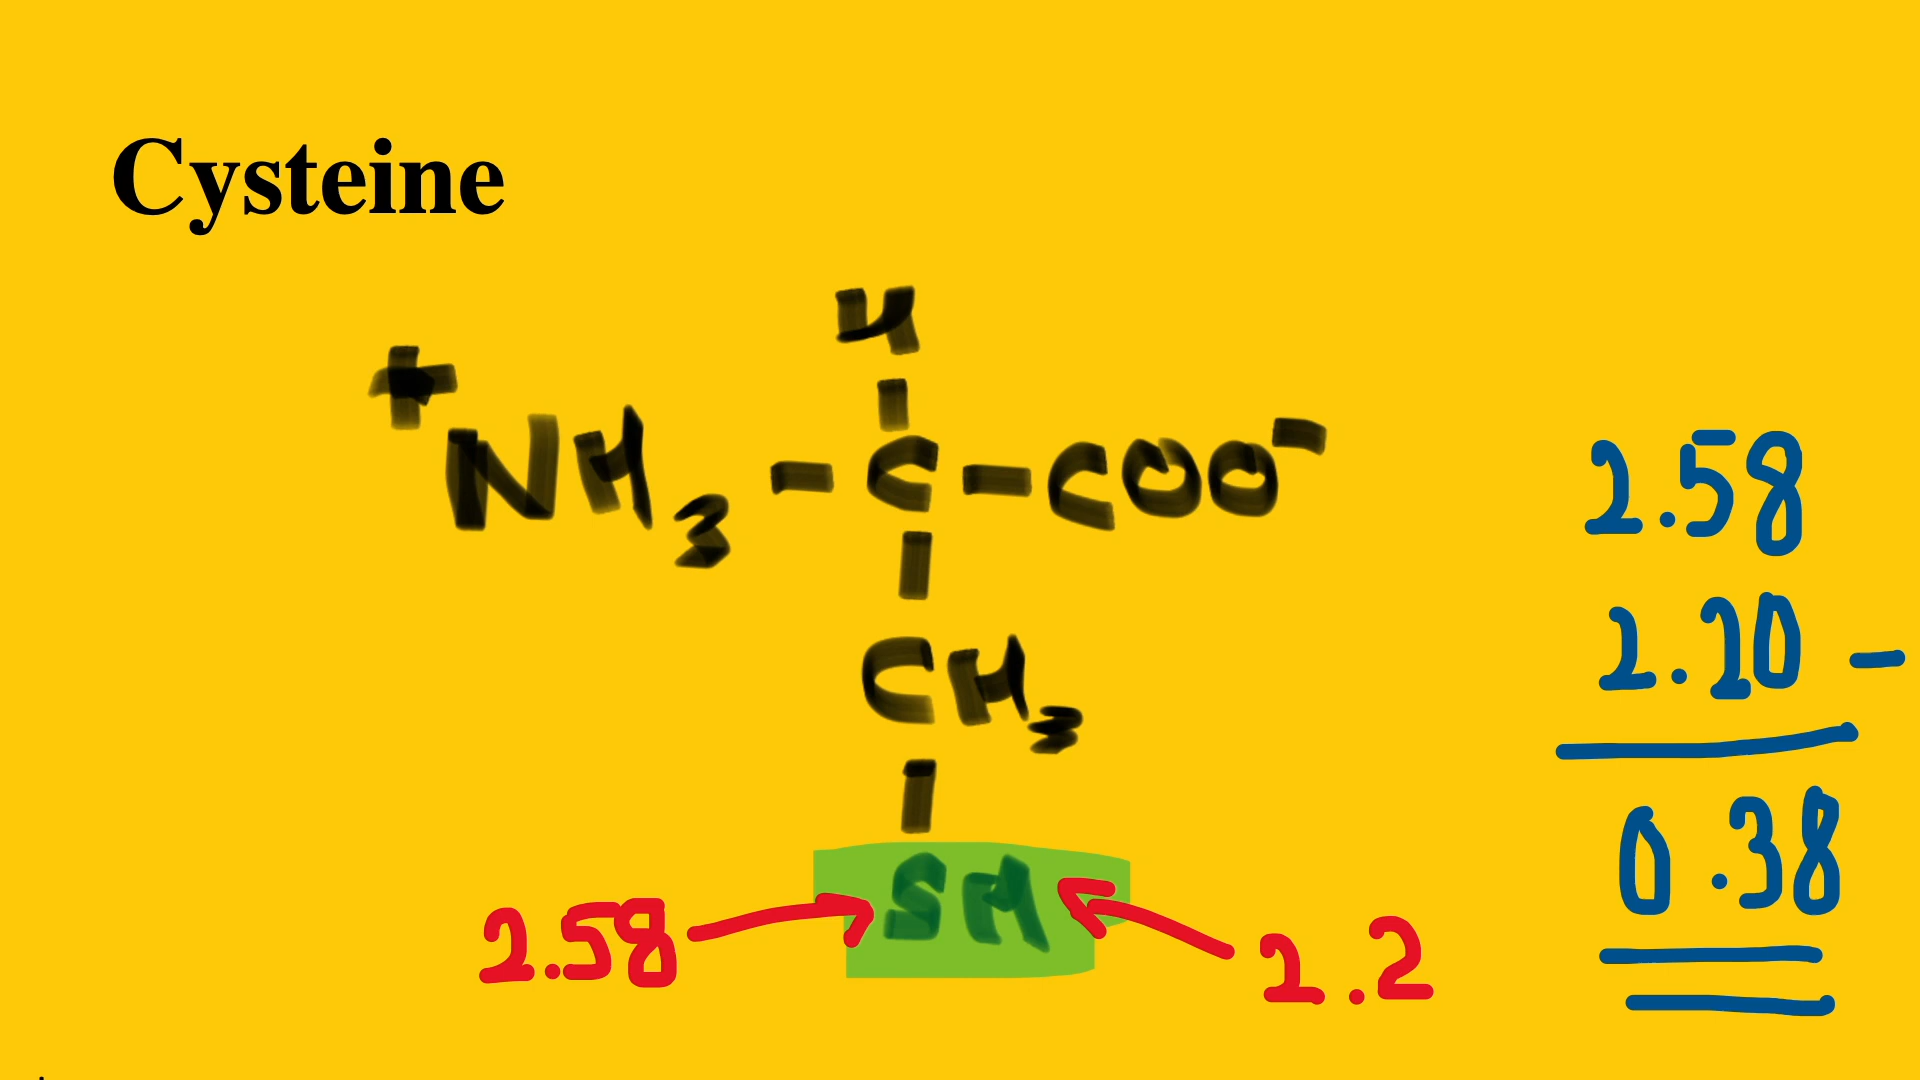 Cysteine
H
+NH3-C-COO-
CH3
SH
2.58
2.2
2.58
2.20 -
0.38